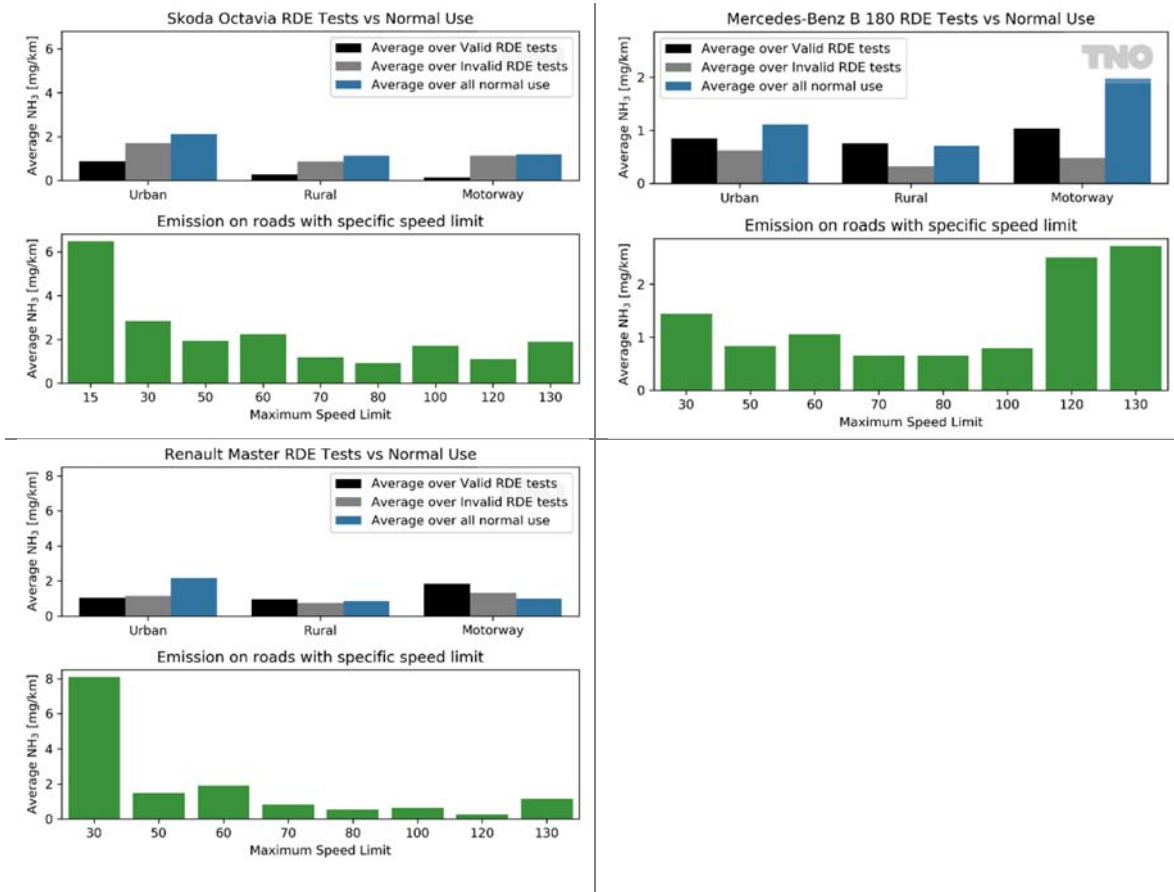 Skoda Octavia RDE Tests vs Normal Use
Average NH₃ [mg/km]
6
4
2
0
Average over Valid RDE tests
Average over Invalid RDE tests
Average over all normal use
Urban Rural Motorway
Emission on roads with specific speed limit
Average NH₃ [mg/km]
6
4
2
0
15 30 50 60 70 80 100 120 130
Maximum Speed Limit
Mercedes-Benz B 180 RDE Tests vs Normal Use
TNO
Average NH₃ [mg/km]
2
1
0
Average over Valid RDE tests
Average over Invalid RDE tests
Average over all normal use
Urban Rural Motorway
Emission on roads with specific speed limit
Average NH₃ [mg/km]
2
1
0
30 50 60 70 80 100 120 130
Maximum Speed Limit
Renault Master RDE Tests vs Normal Use
Average NH₃ [mg/km]
8
6
4
2
0
Average over Valid RDE tests
Average over Invalid RDE tests
Average over all normal use
Urban Rural Motorway
Emission on roads with specific speed limit
Average NH₃ [mg/km]
8
6
4
2
0
30 50 60 70 80 100 120 130
Maximum Speed Limit